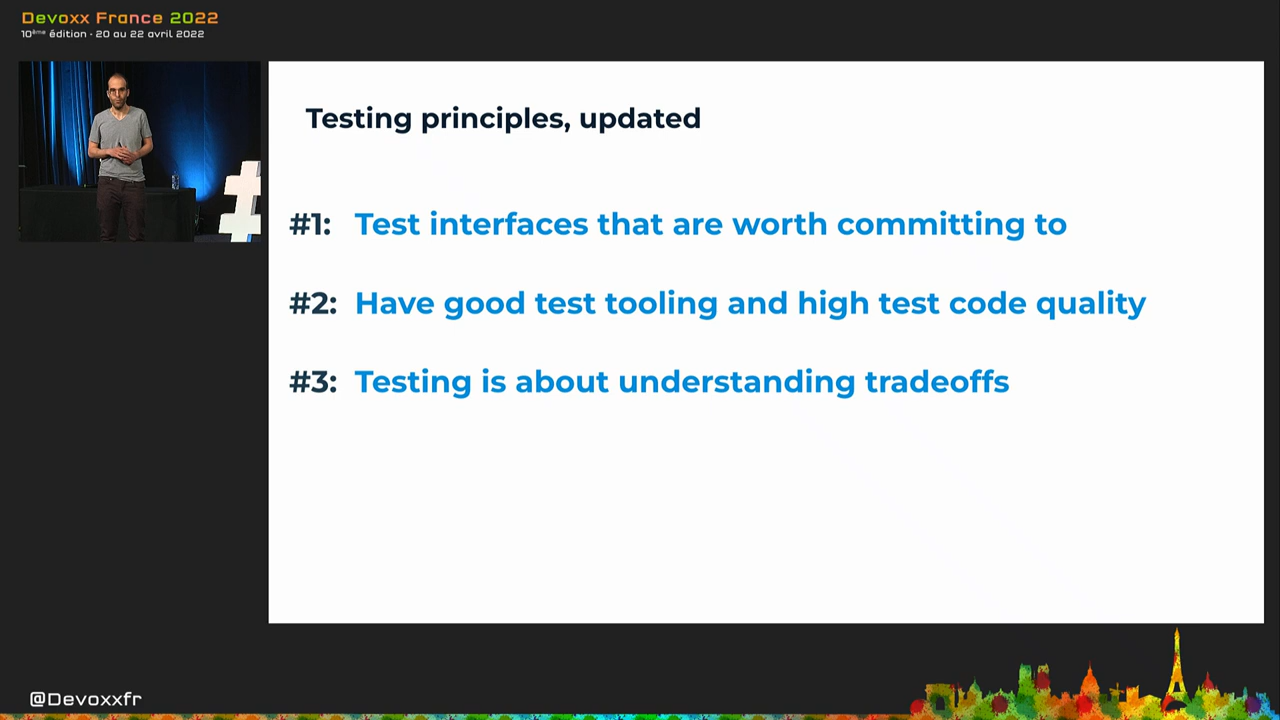 Devoxx France 2022
10ème édition - 20 au 22 avril 2022
Testing principles, updated
#1: Test interfaces that are worth committing to
#2: Have good test tooling and high test code quality
#3: Testing is about understanding tradeoffs
@Devoxxfr